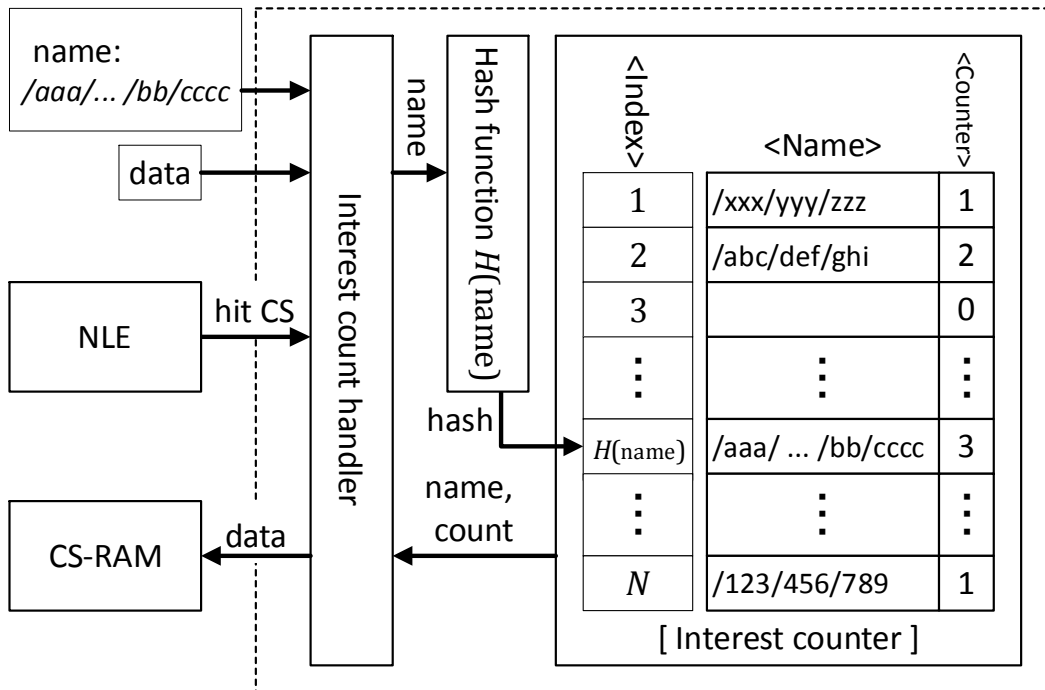 name:
/aaa/... /bb/cccc
data
NLE
hit CS
CS-RAM
data
Interest count handler
name
Hash function H(name)
hash
name,
count
<Index>
<Name>
<Counter>
1 /xxx/yyy/zzz 1
2 /abc/def/ghi 2
3 0
⋮ ⋮ ⋮
H(name) /aaa/ ... /bb/cccc 3
⋮ ⋮ ⋮
N /123/456/789 1
[ Interest counter ]